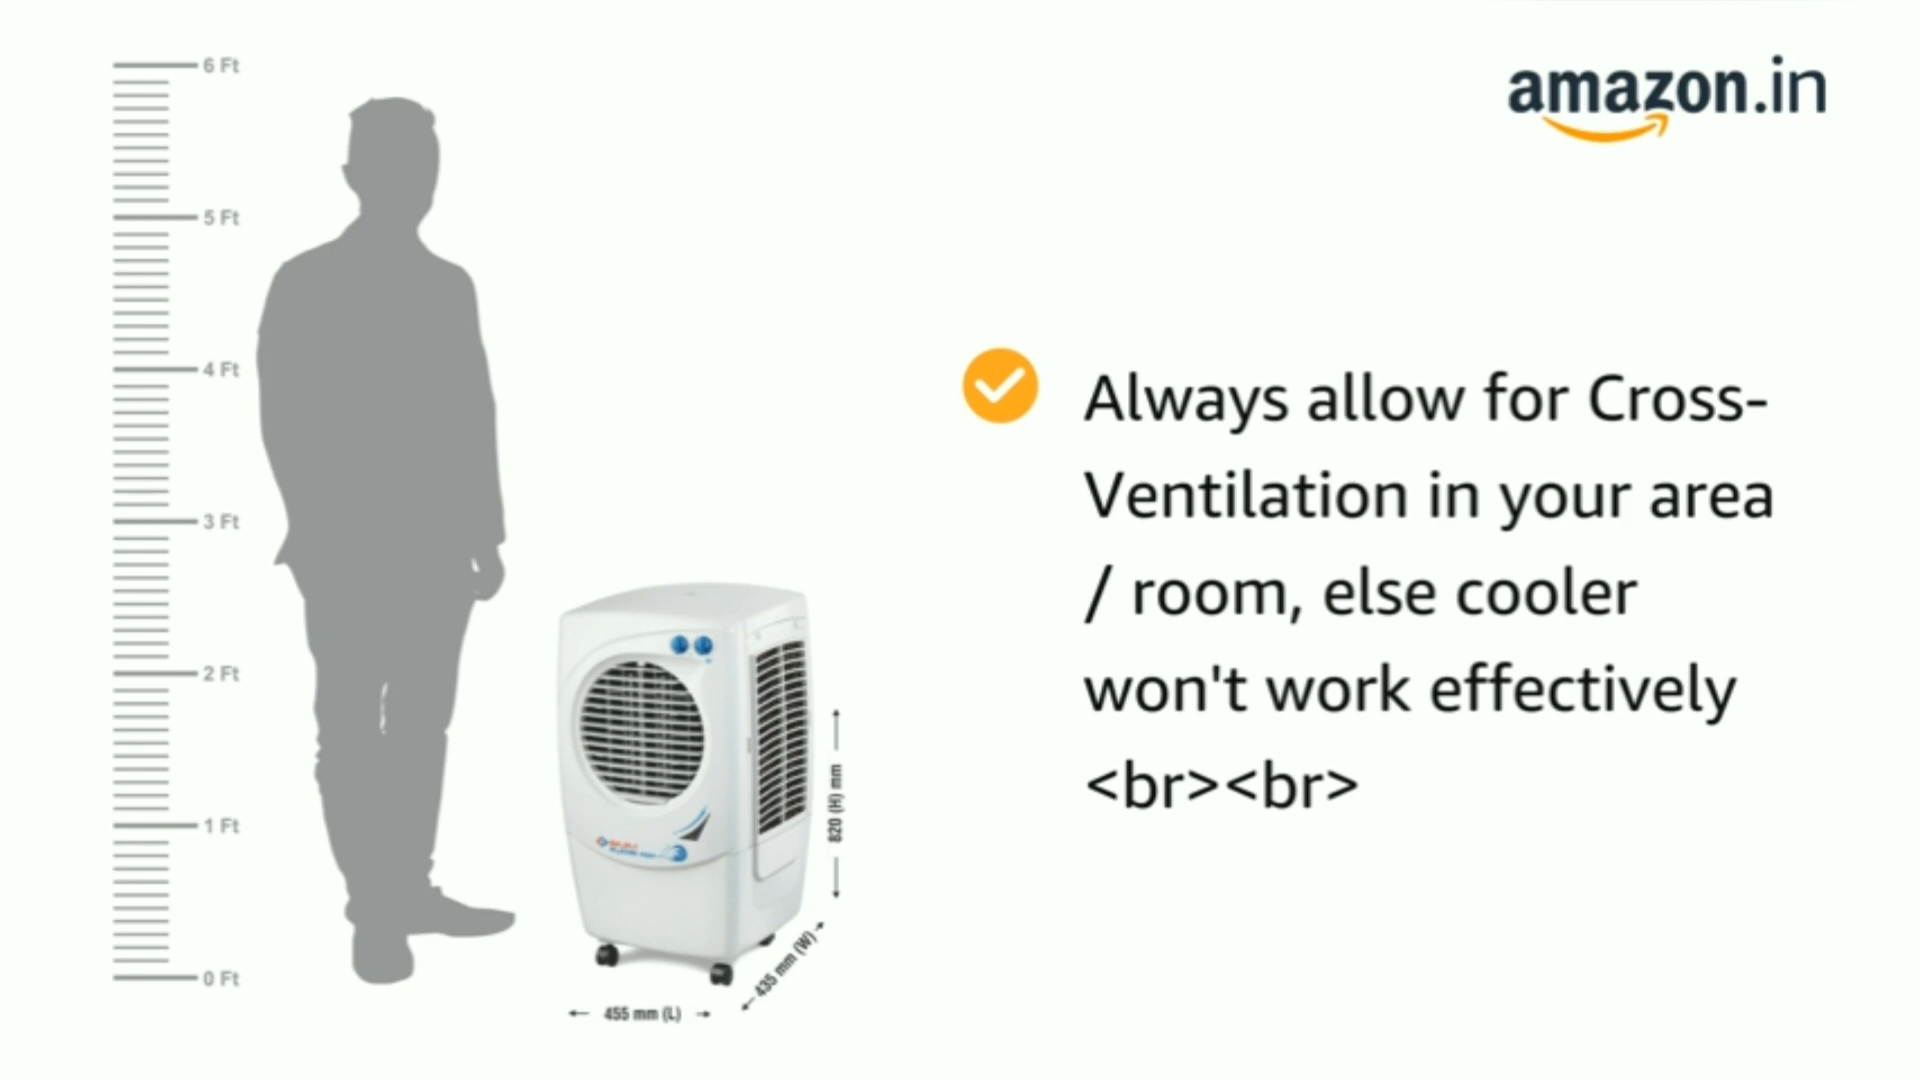 6 Ft
5 Ft
4 Ft
3 Ft
2 Ft
1 Ft
0 Ft
amazon.in
Always allow for Cross-
Ventilation in your area
/ room, else cooler
won't work effectively
<br><br>
820 (H) mm
435 mm (W)
455 mm (L)